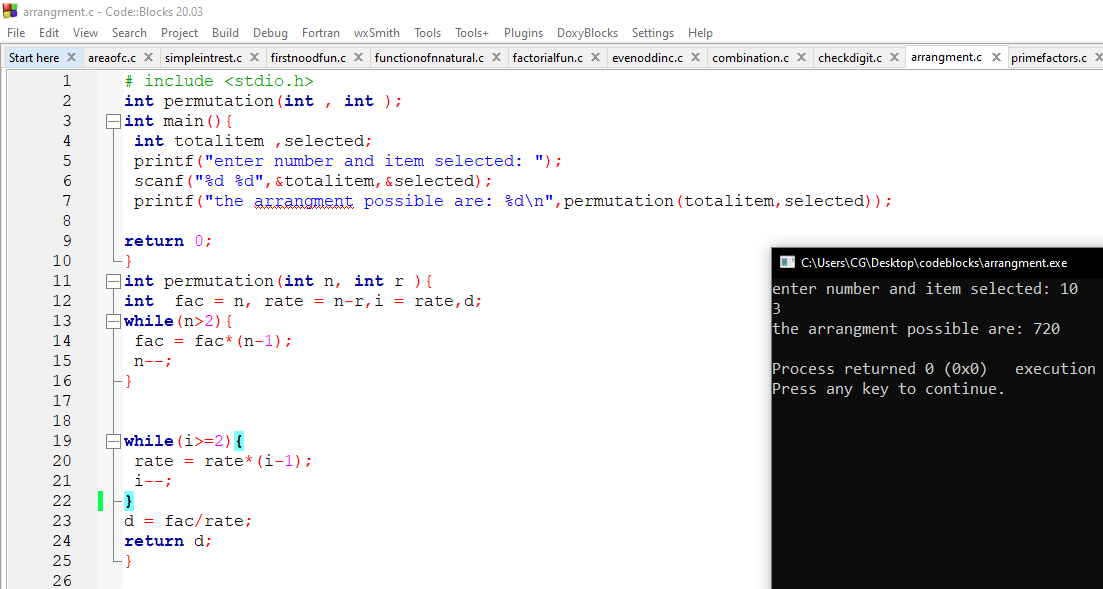 arrangment.c - Code::Blocks 20.03
File Edit View Search Project Build Debug Fortran wxSmith Tools Tools+ Plugins DoxyBlocks Settings Help
Start here areaofc.c simpleintrest.c firstnoodfun.c functionofnnatural.c factorialfun.c evenoddinc.c combination.c checkdigit.c arrangment.c primefactors.c
1 # include <stdio.h>
2 int permutation(int , int );
3 int main(){
4 int totalitem ,selected;
5 printf("enter number and item selected: ");
6 scanf("%d %d",&totalitem,&selected);
7 printf("the arrangment possible are: %d\n",permutation(totalitem,selected));
8
9 return 0;
10 }
11 int permutation(int n, int r ){
12 int  fac = n, rate = n-r,i = rate,d;
13 while(n>2){
14 fac = fac*(n-1);
15 n--;
16 }
17
18
19 while(i>=2){
20 rate = rate*(i-1);
21 i--;
22 }
23 d = fac/rate;
24 return d;
25 }
26
C:\Users\CG\Desktop\codeblocks\arrangment.exe
enter number and item selected: 10
3
the arrangment possible are: 720
Process returned 0 (0x0)   execution
Press any key to continue.